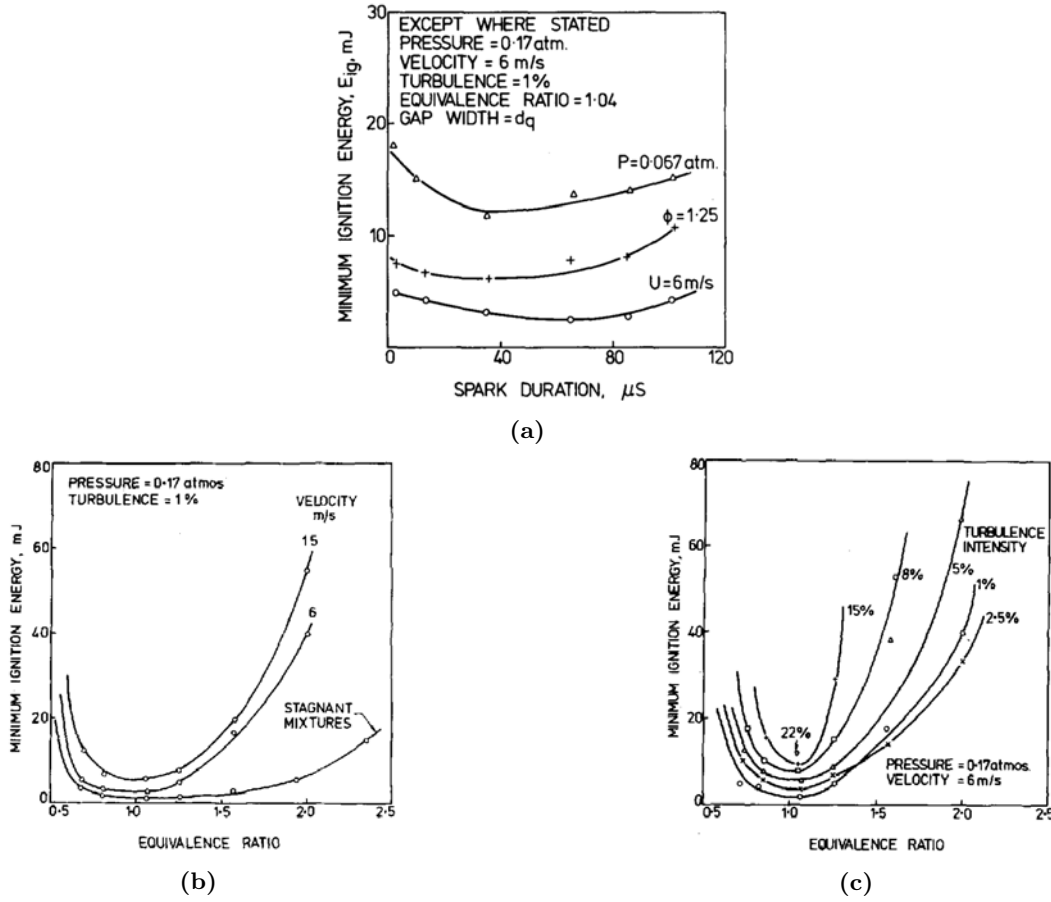 MINIMUM IGNITION ENERGY, Eig, mJ
30
20
10
EXCEPT WHERE STATED
PRESSURE = 0·17 atm.
VELOCITY = 6 m/s
TURBULENCE = 1%
EQUIVALENCE RATIO = 1·04
GAP WIDTH = dq
P=0·067 atm.
ϕ=1·25
U=6m/s
0 40 80 120
SPARK DURATION, μS
(a)
MINIMUM IGNITION ENERGY, mJ
80
60
40
20
0
PRESSURE = 0·17 atmos
TURBULENCE = 1%
VELOCITY
m/s
15
6
STAGNANT
MIXTURES
0·5 1·0 1·5 2·0 2·5
EQUIVALENCE RATIO
(b)
MINIMUM IGNITION ENERGY, mJ
80
60
40
20
0
TURBULENCE
INTENSITY
8%
5%
1%
15%
2·5%
22%
PRESSURE = 0·17 atmos.
VELOCITY = 6 m/s
0·5 1·0 1·5 2·0 2·5
EQUIVALENCE RATIO
(c)